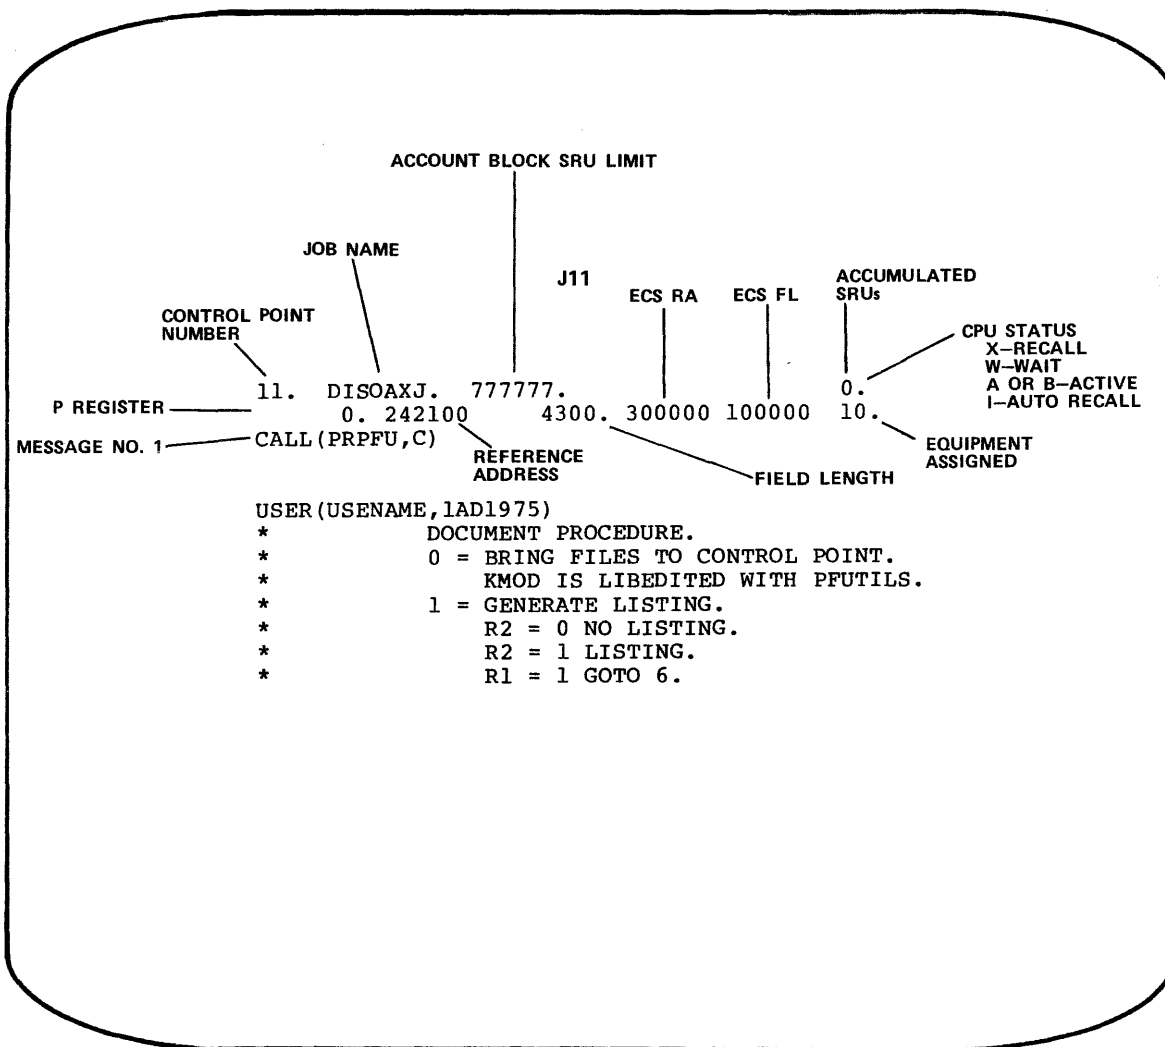 ACCOUNT BLOCK SRU LIMIT
JOB NAME
J11
ACCUMULATED
SRUs
ECS RA
ECS FL
CONTROL POINT
NUMBER
CPU STATUS
X—RECALL
W—WAIT
A OR B—ACTIVE
I—AUTO RECALL
11. DISOAXJ. 777777. 0.
P REGISTER
0. 242100 4300. 300000 100000 10.
MESSAGE NO. 1
CALL(PRPFU,C)
REFERENCE
ADDRESS
FIELD LENGTH
EQUIPMENT
ASSIGNED
USER(USENAME,1AD1975)
* DOCUMENT PROCEDURE.
* 0 = BRING FILES TO CONTROL POINT.
* KMOD IS LIBEDITED WITH PFUTILS.
* 1 = GENERATE LISTING.
* R2 = 0 NO LISTING.
* R2 = 1 LISTING.
* R1 = 1 GOTO 6.